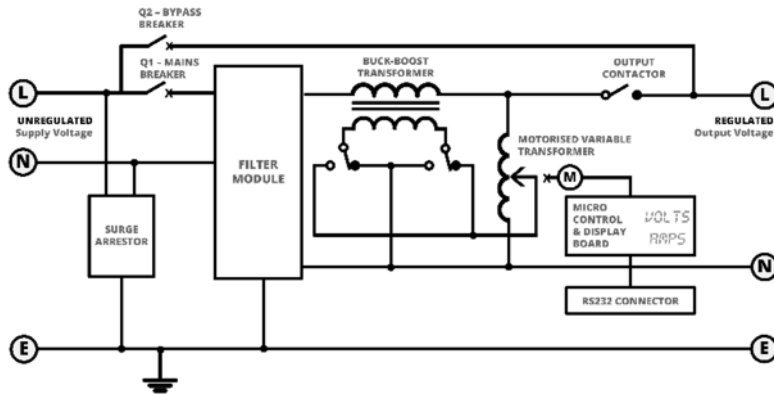 Q2 – BYPASS
BREAKER
Q1 – MAINS
BREAKER
BUCK-BOOST
TRANSFORMER
OUTPUT
CONTACTOR
L
L
UNREGULATED
Supply Voltage
REGULATED
Output Voltage
N
FILTER
MODULE
MOTORISED VARIABLE
TRANSFORMER
M
SURGE
ARRESTOR
MICRO
CONTROL
& DISPLAY
BOARD
VOLTS
AMPS
N
RS232 CONNECTOR
E
E